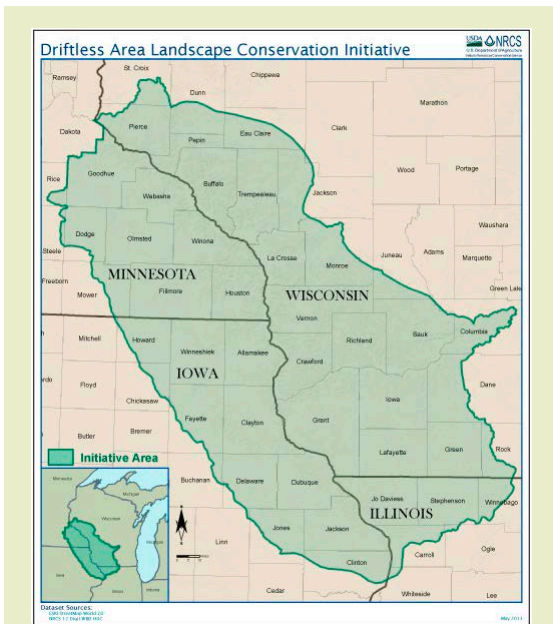 Driftless Area Landscape Conservation Initiative
USDA NRCS
Ramsey
St. Croix
Chippewa
Dunn
Marathon
Dakota
Pierce
Eau Claire
Clark
Pepin
Rice
Goodhue
Wood
Portage
Buffalo
Wabasha
Trempealeau
Jackson
Waushara
Dodge
Olmsted
Winona
Steele
Adams
Juneau
Marquette
La Crosse
Monroe
MINNESOTA
Freeborn
Fillmore
Houston
WISCONSIN
Green Lake
Mower
Vernon
Columbia
Sauk
Mitchell
Howard
Richland
Winneshiek
Allamakee
Crawford
IOWA
Floyd
Dane
Chickasaw
Iowa
Fayette
Clayton
Grant
Butler
Bremer
Lafayette
Green
Rock
Initiative Area
Buchanan
Delaware
Dubuque
Jo Daviess
Stephenson
Winnebago
ILLINOIS
Jones
Jackson
Linn
Ogle
Carroll
Clinton
Cedar
Whiteside
Lee
Dataset Sources:
May 2011